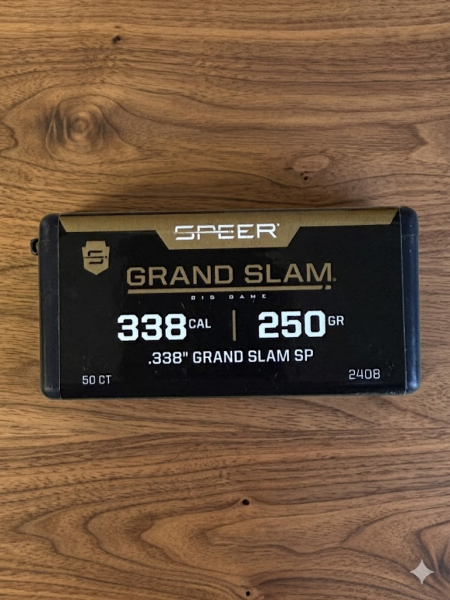 SPEER
GRAND SLAM
BIG GAME
338 CAL | 250 GR
.338" GRAND SLAM SP
50 CT 2408